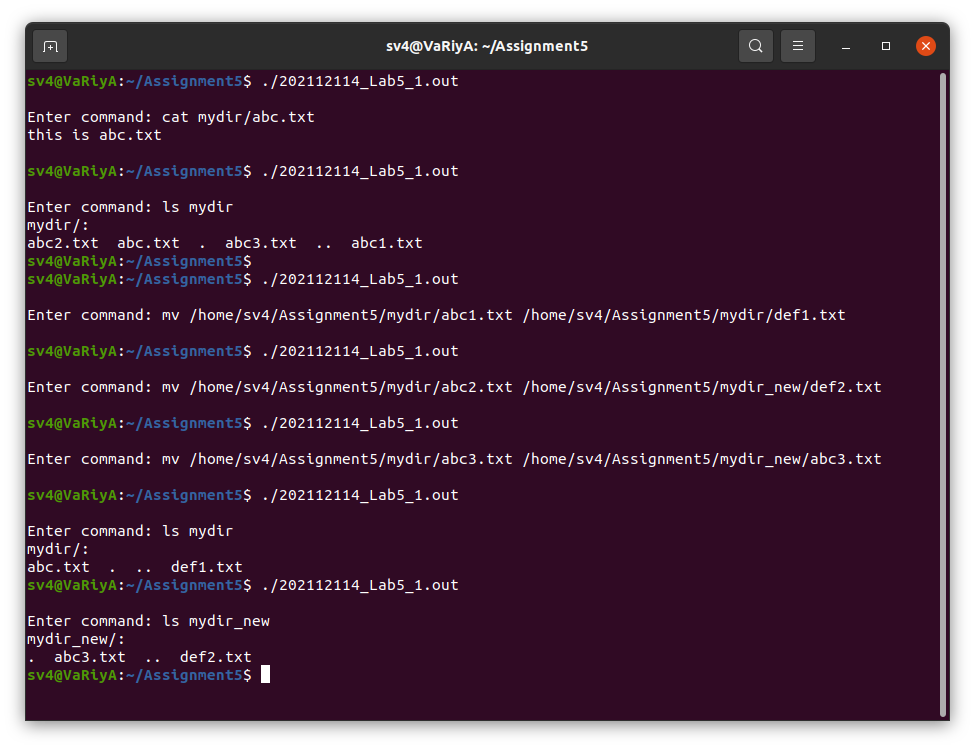 sv4@VaRiyA: ~/Assignment5
sv4@VaRiyA:~/Assignment5$ ./202112114_Lab5_1.out
Enter command: cat mydir/abc.txt
this is abc.txt
sv4@VaRiyA:~/Assignment5$ ./202112114_Lab5_1.out
Enter command: ls mydir
mydir/:
abc2.txt  abc.txt  .  abc3.txt  ..  abc1.txt
sv4@VaRiyA:~/Assignment5$
sv4@VaRiyA:~/Assignment5$ ./202112114_Lab5_1.out
Enter command: mv /home/sv4/Assignment5/mydir/abc1.txt /home/sv4/Assignment5/mydir/def1.txt
sv4@VaRiyA:~/Assignment5$ ./202112114_Lab5_1.out
Enter command: mv /home/sv4/Assignment5/mydir/abc2.txt /home/sv4/Assignment5/mydir_new/def2.txt
sv4@VaRiyA:~/Assignment5$ ./202112114_Lab5_1.out
Enter command: mv /home/sv4/Assignment5/mydir/abc3.txt /home/sv4/Assignment5/mydir_new/abc3.txt
sv4@VaRiyA:~/Assignment5$ ./202112114_Lab5_1.out
Enter command: ls mydir
mydir/:
abc.txt  .  ..  def1.txt
sv4@VaRiyA:~/Assignment5$ ./202112114_Lab5_1.out
Enter command: ls mydir_new
mydir_new/:
.  abc3.txt  ..  def2.txt
sv4@VaRiyA:~/Assignment5$